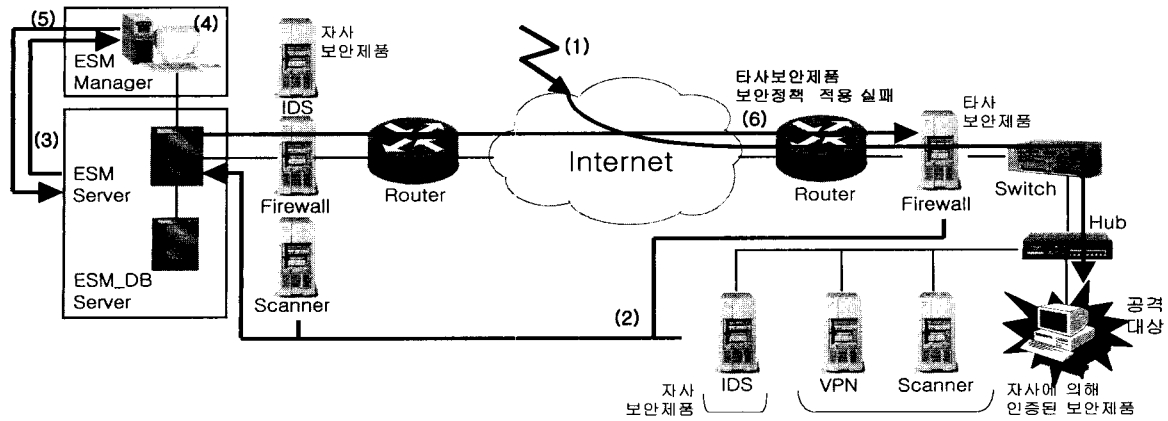 (5)
(4)
ESM
Manager
(3)
ESM
Server
ESM_DB
Server
자사
보안제품
IDS
Firewall
Scanner
Router
(1)
Internet
타사보안제품
보안정책 적용 실패
(6)
Router
타사
보안제품
Firewall
Switch
Hub
(2)
공격
대상
자사
보안제품
IDS
VPN
Scanner
자사에 의해
인증된 보안제품